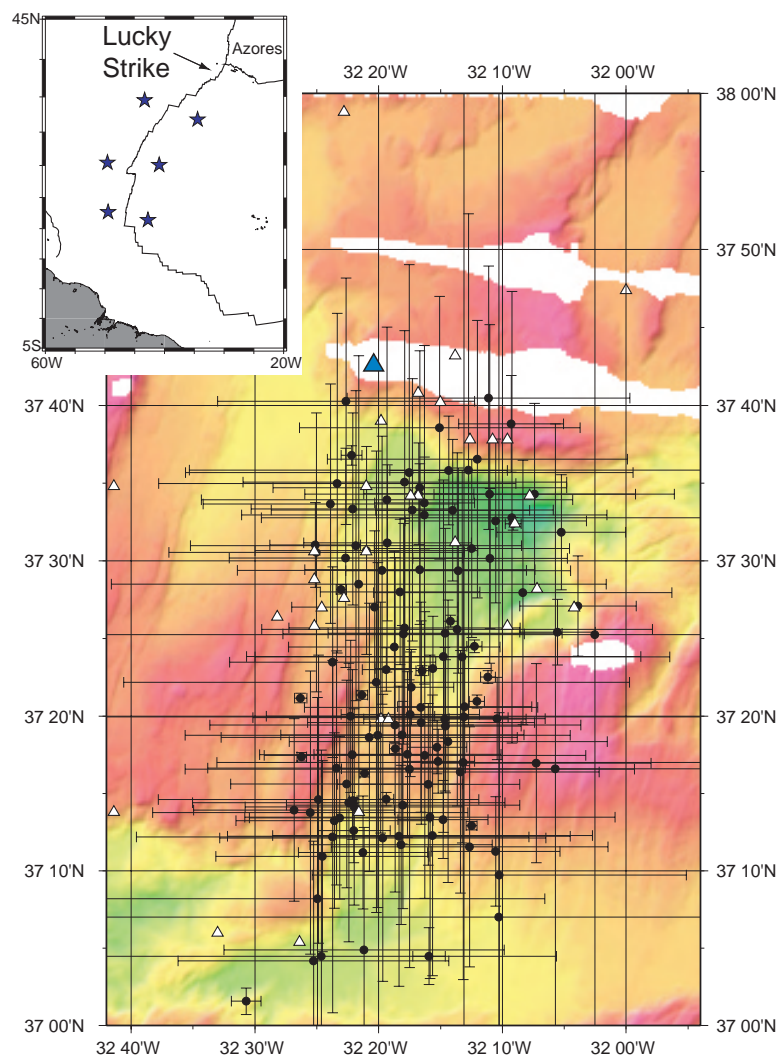 45N
Lucky
Strike
Azores
5S
60W
20W
32 20'W
32 10'W
32 00'W
38 00'N
37 50'N
37 40'N
37 40'N
37 30'N
37 30'N
37 20'N
37 20'N
37 10'N
37 10'N
37 00'N
37 00'N
32 40'W
32 30'W
32 20'W
32 10'W
32 00'W